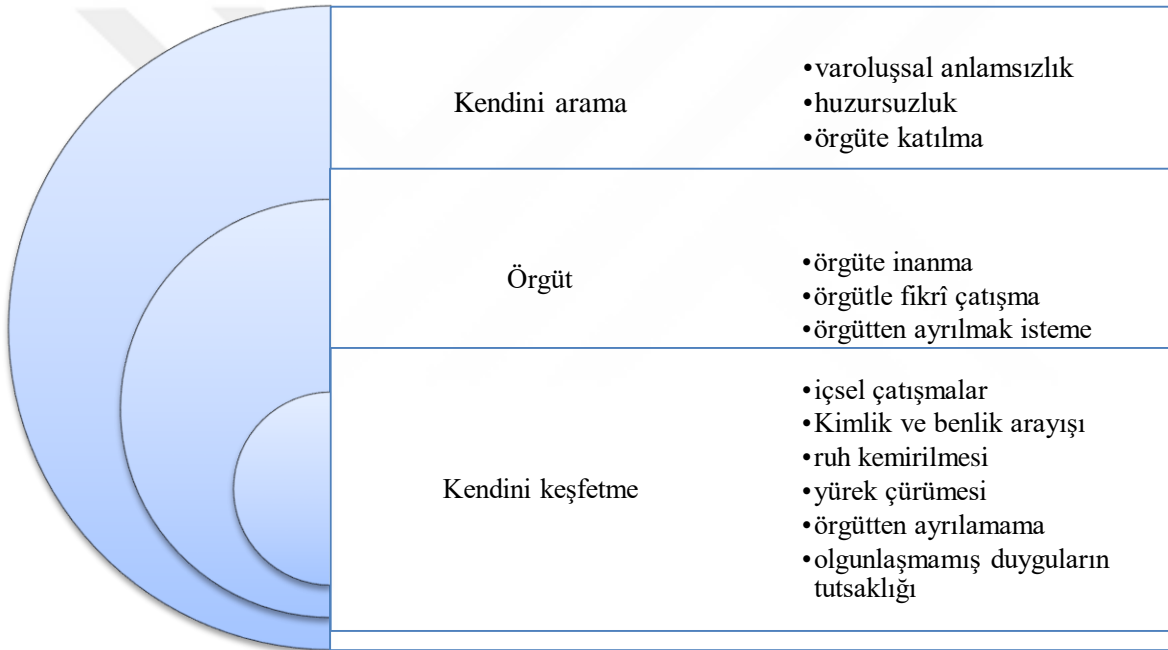 Kendini arama
•varoluşsal anlamsızlık
•huzursuzluk
•örgüte katılma
Örgüt
•örgüte inanma
•örgütle fikrî çatışma
•örgütten ayrılmak isteme
Kendini keşfetme
•içsel çatışmalar
•Kimlik ve benlik arayışı
•ruh kemirilmesi
•yürek çürümesi
•örgütten ayrılamama
•olgunlaşmamış duyguların
tutsaklığı